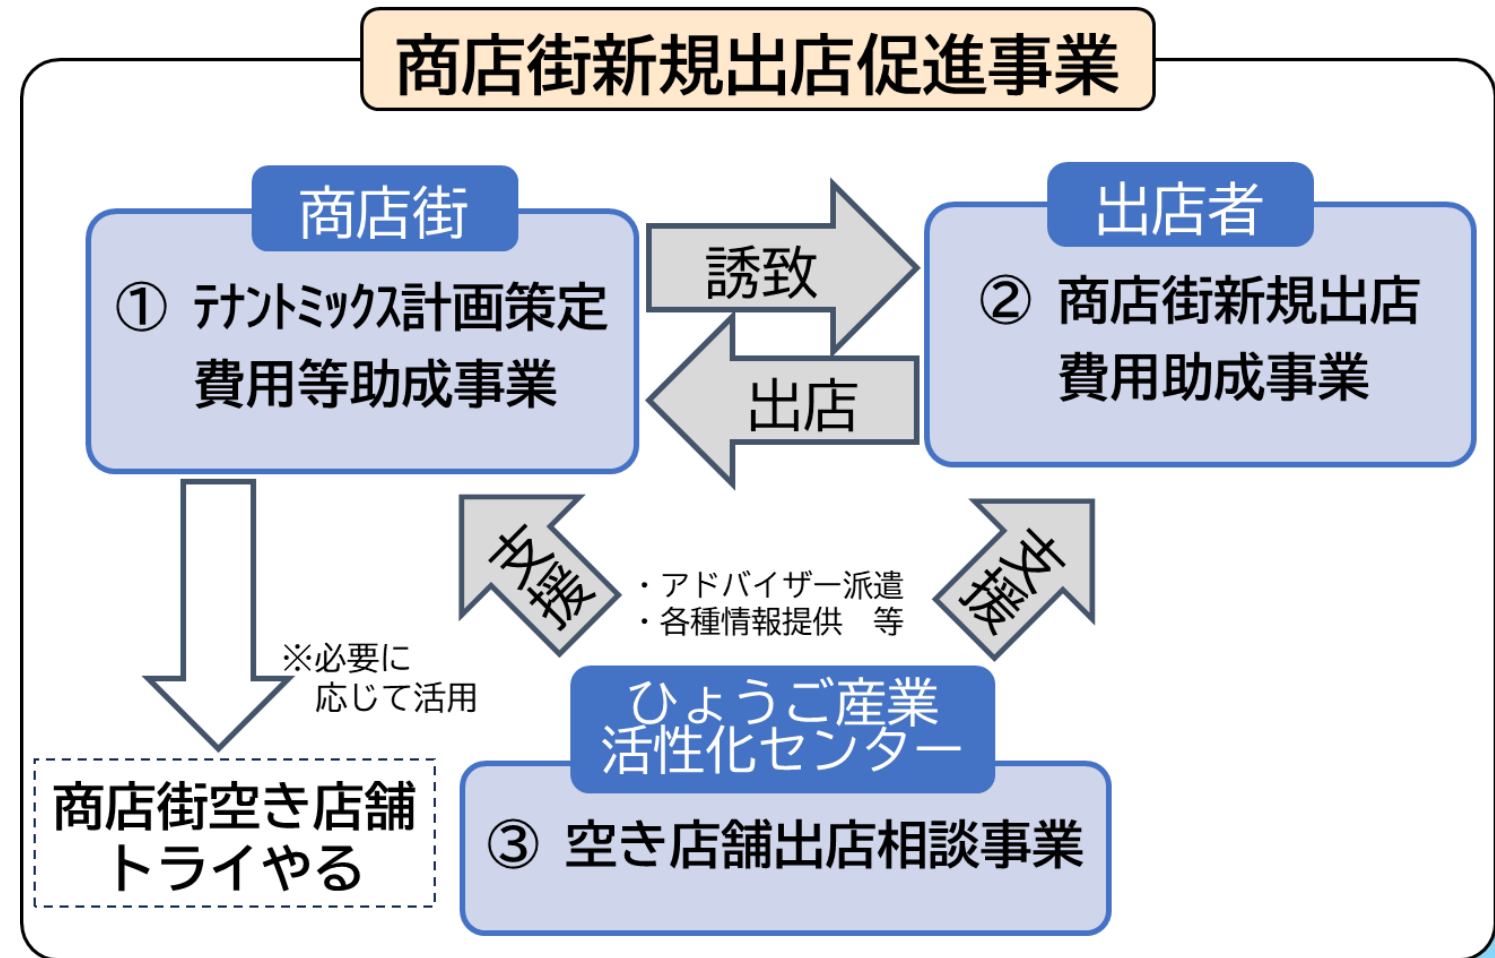 商店街新規出店促進事業
商店街
① ﾃﾅﾝﾄﾐｯｸｽ計画策定
費用等助成事業
誘致
出店
出店者
② 商店街新規出店
費用助成事業
支援
・アドバイザー派遣
・各種情報提供　等
支援
※必要に
応じて活用
商店街空き店舗
トライやる
ひょうご産業
活性化センター
③ 空き店舗出店相談事業